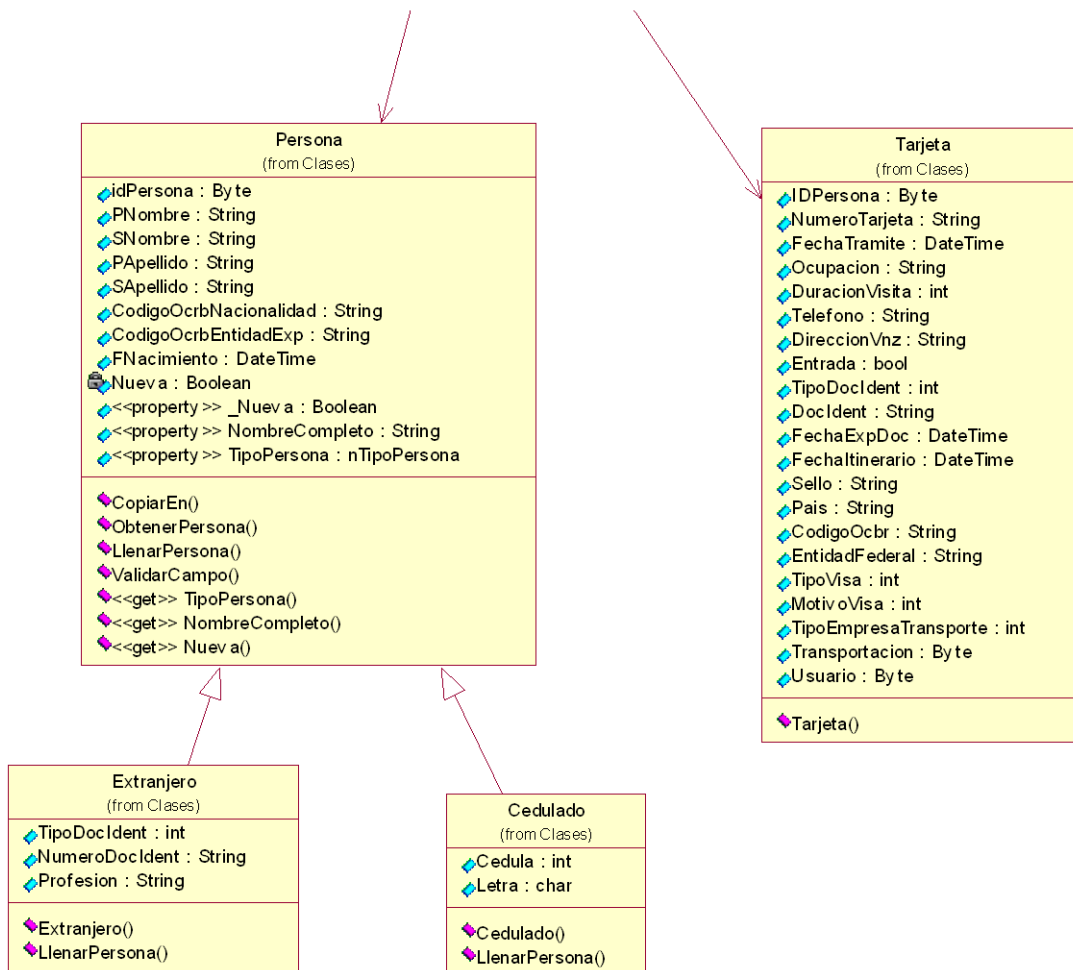 Persona
(from Clases)
idPersona : Byte
PNombre : String
SNombre : String
PApellido : String
SApellido : String
CodigoOcrbNacionalidad : String
CodigoOcrbEntidadExp : String
FNacimiento : DateTime
Nueva : Boolean
<<property>> _Nueva : Boolean
<<property>> NombreCompleto : String
<<property>> TipoPersona : nTipoPersona
CopiarEn()
ObtenerPersona()
LlenarPersona()
ValidarCampo()
<<get>> TipoPersona()
<<get>> NombreCompleto()
<<get>> Nueva()
Tarjeta
(from Clases)
IDPersona : Byte
NumeroTarjeta : String
FechaTramite : DateTime
Ocupacion : String
DuracionVisita : int
Telefono : String
DireccionVnz : String
Entrada : bool
TipoDocIdent : int
DocIdent : String
FechaExpDoc : DateTime
FechaItinerario : DateTime
Sello : String
Pais : String
CodigoOcbr : String
EntidadFederal : String
TipoVisa : int
MotivoVisa : int
TipoEmpresaTransporte : int
Transportacion : Byte
Usuario : Byte
Tarjeta()
Extranjero
(from Clases)
TipoDocIdent : int
NumeroDocIdent : String
Profesion : String
Extranjero()
LlenarPersona()
Cedulado
(from Clases)
Cedula : int
Letra : char
Cedulado()
LlenarPersona()